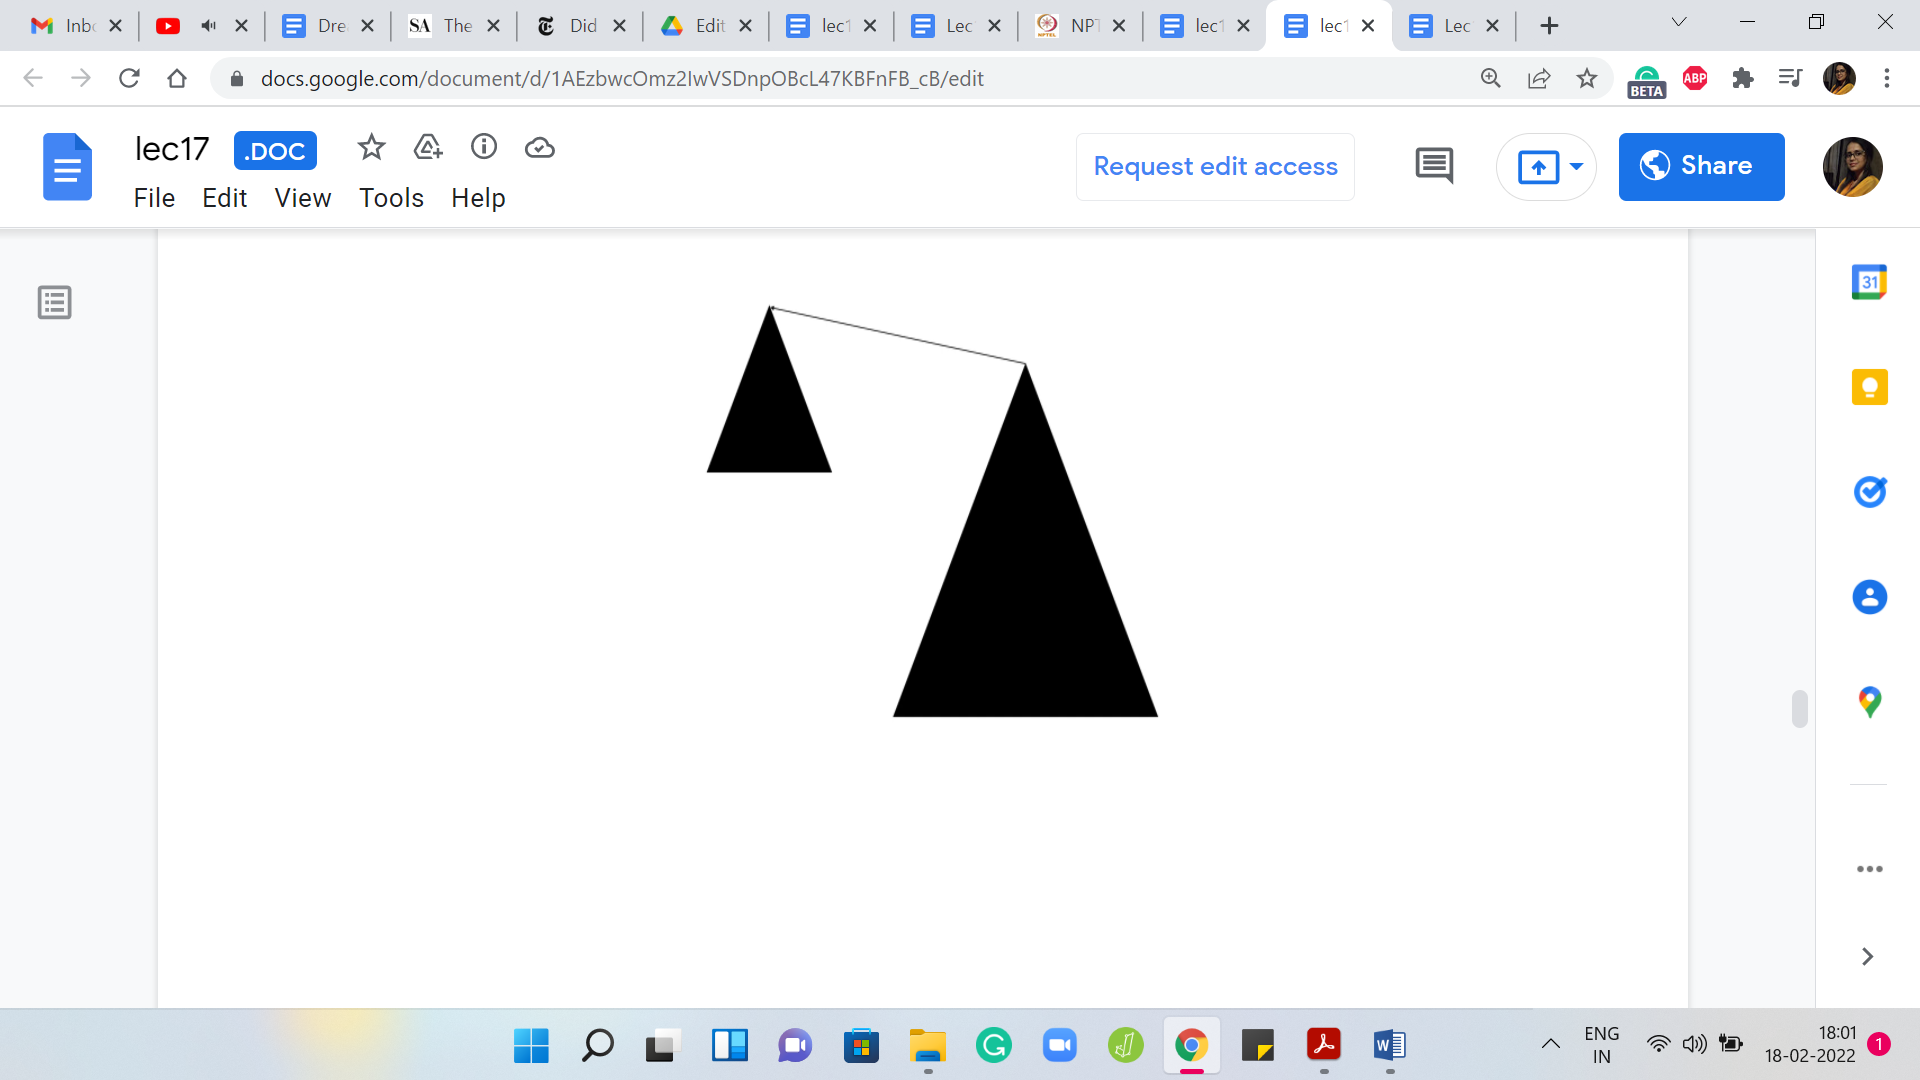 Inbo
Dre
SA The
Did
Edit
lec1
Lec
NPT
lec1
lec1
Lec
docs.google.com/document/d/1AEzbwcOmz2IwVSDnpOBcL47KBFnFB_cB/edit
BETA
ABP
lec17 .DOC
Request edit access
Share
File Edit View Tools Help
31
ENG
IN
18:01
18-02-2022
1